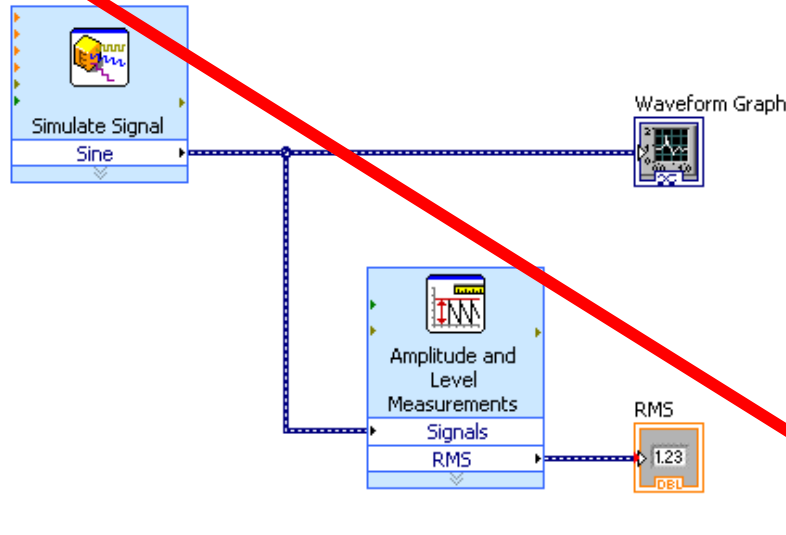 Simulate Signal
Sine
Waveform Graph
Amplitude and
Level
Measurements
Signals
RMS
RMS
1.23
DBL